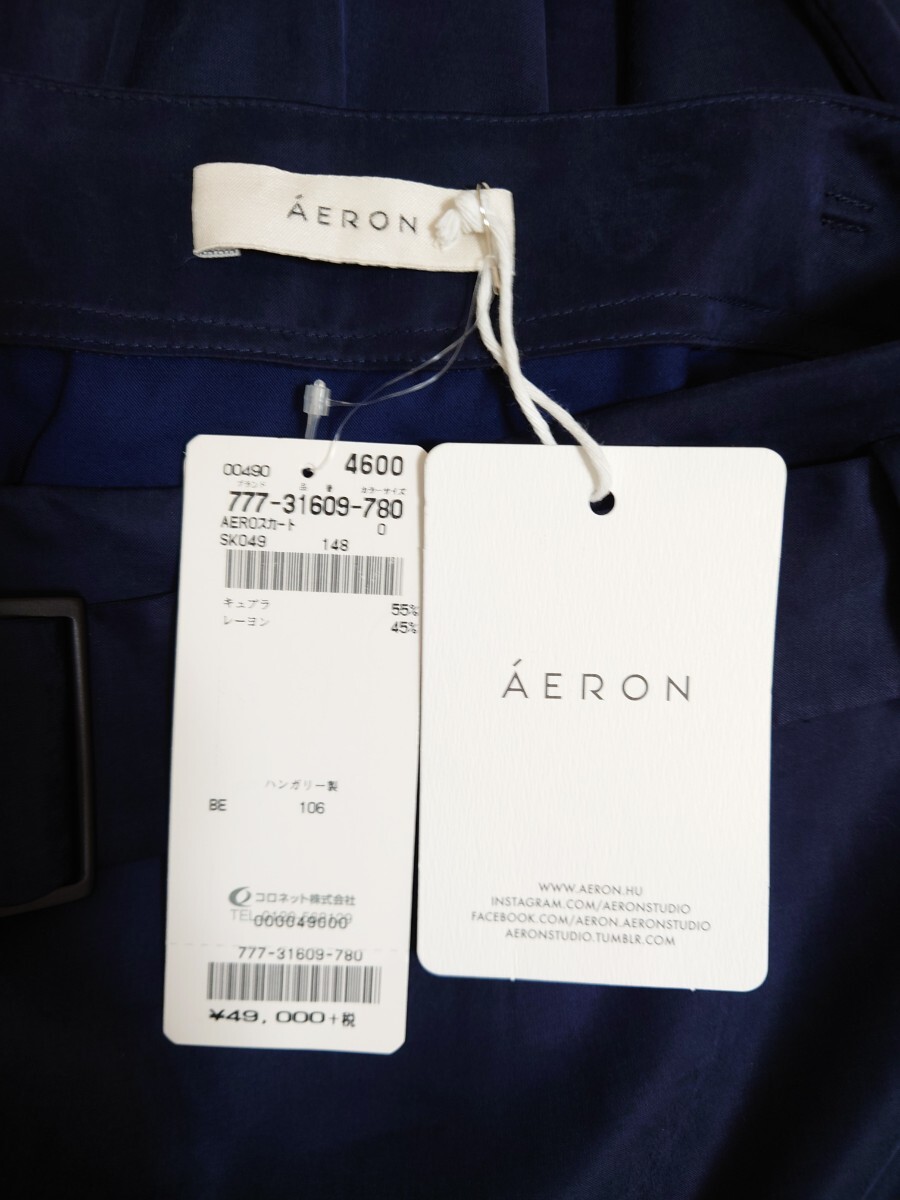 ÁERON
00490 4600
ブランド 品番 カラーサイズ
777-31609-780
AEROスカート 0
SK049 148
キュプラ 55%
レーヨン 45%
ハンガリー製
BE 106
コロネット株式会社
TEL
000049000
777-31609-780
¥49,000+税
ÁERON
WWW.AERON.HU
INSTAGRAM.COM/AERONSTUDIO
FACEBOOK.COM/AERON.AERONSTUDIO
AERONSTUDIO.TUMBLR.COM